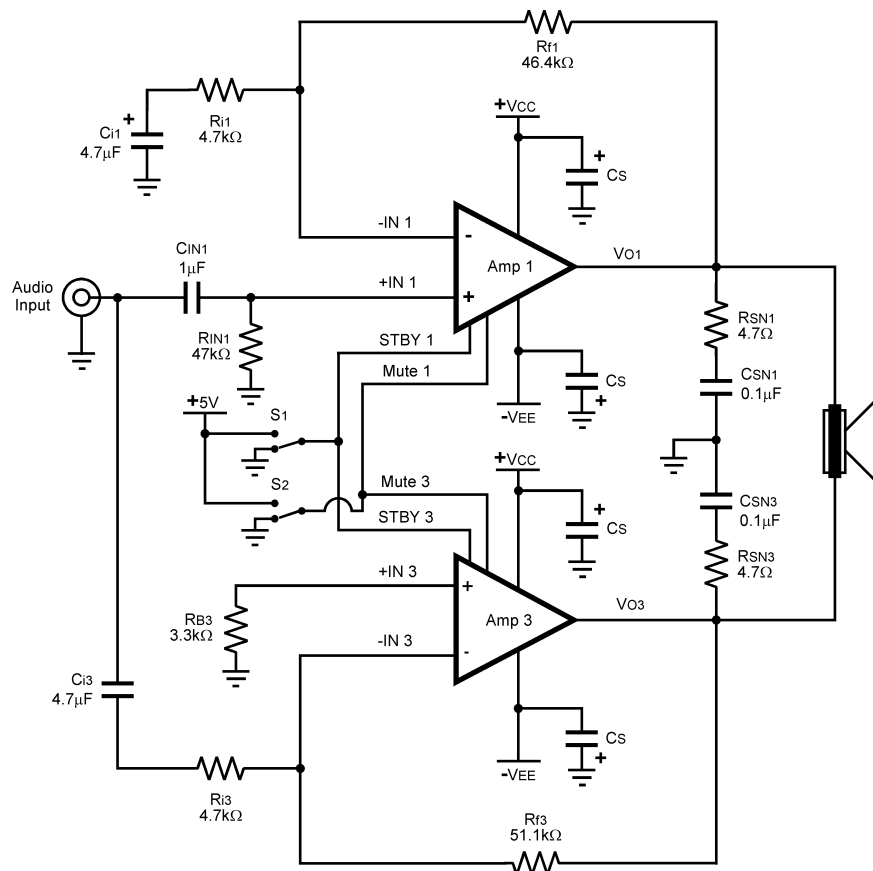 Rf1
46.4kΩ
+VCC
Ri1
4.7kΩ
+
Ci1
4.7µF
+
CS
-IN 1
-
VO1
CIN1
1µF
Amp 1
Audio
Input
+IN 1
+
RSN1
4.7Ω
RIN1
47kΩ
STBY 1
Mute 1
CS
+
CSN1
0.1µF
+5V
S1
-VEE
+VCC
S2
Mute 3
+
CS
CSN3
0.1µF
STBY 3
RSN3
4.7Ω
+IN 3
+
VO3
RB3
3.3kΩ
Amp 3
-IN 3
-
Ci3
4.7µF
CS
+
-VEE
Ri3
4.7kΩ
Rf3
51.1kΩ